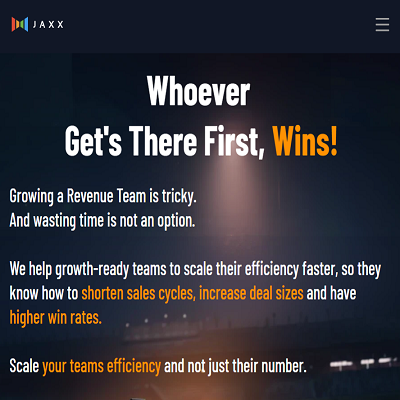 JAXX
Whoever
Get's There First, Wins!
Growing a Revenue Team is tricky.
And wasting time is not an option.
We help growth-ready teams to scale their efficiency faster, so they
know how to shorten sales cycles, increase deal sizes and have
higher win rates.
Scale your teams efficiency and not just their number.